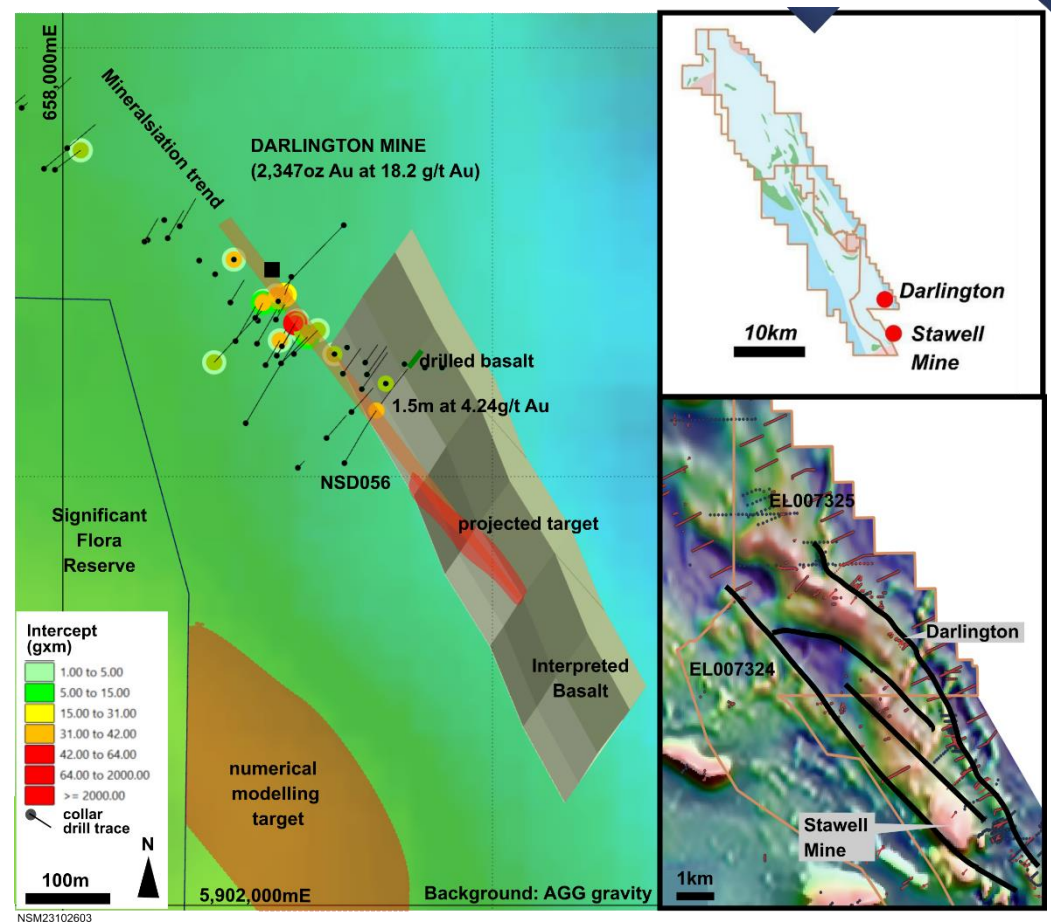 658,000mE
Mineralsiation trend
DARLINGTON MINE
(2,347oz Au at 18.2 g/t Au)
drilled basalt
1.5m at 4.24g/t Au
NSD056
projected target
Significant
Flora
Reserve
Interpreted
Basalt
numerical
modelling
target
Intercept
(gxm)
1.00 to 5.00
5.00 to 15.00
15.00 to 31.00
31.00 to 42.00
42.00 to 64.00
64.00 to 2000.00
>= 2000.00
collar
drill trace
N
100m
5,902,000mE
Background: AGG gravity
NSM23102603
Darlington
Stawell
Mine
10km
EL007325
Darlington
EL007324
Stawell
Mine
1km